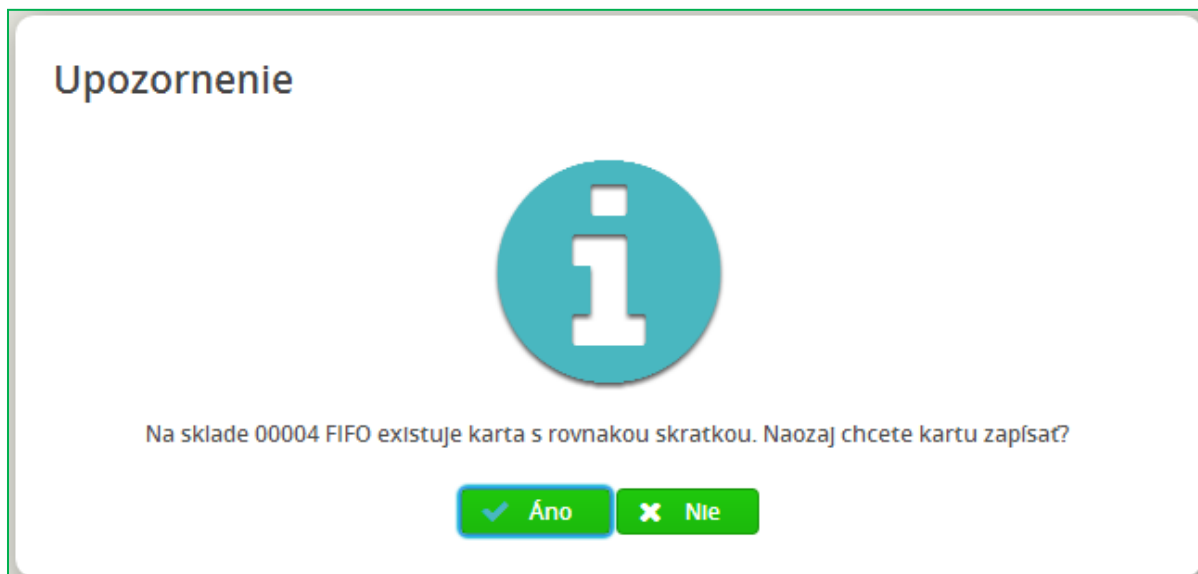 Upozornenie
Na sklade 00004 FIFO existuje karta s rovnakou skratkou. Naozaj chcete kartu zapísať?
Áno
Nie